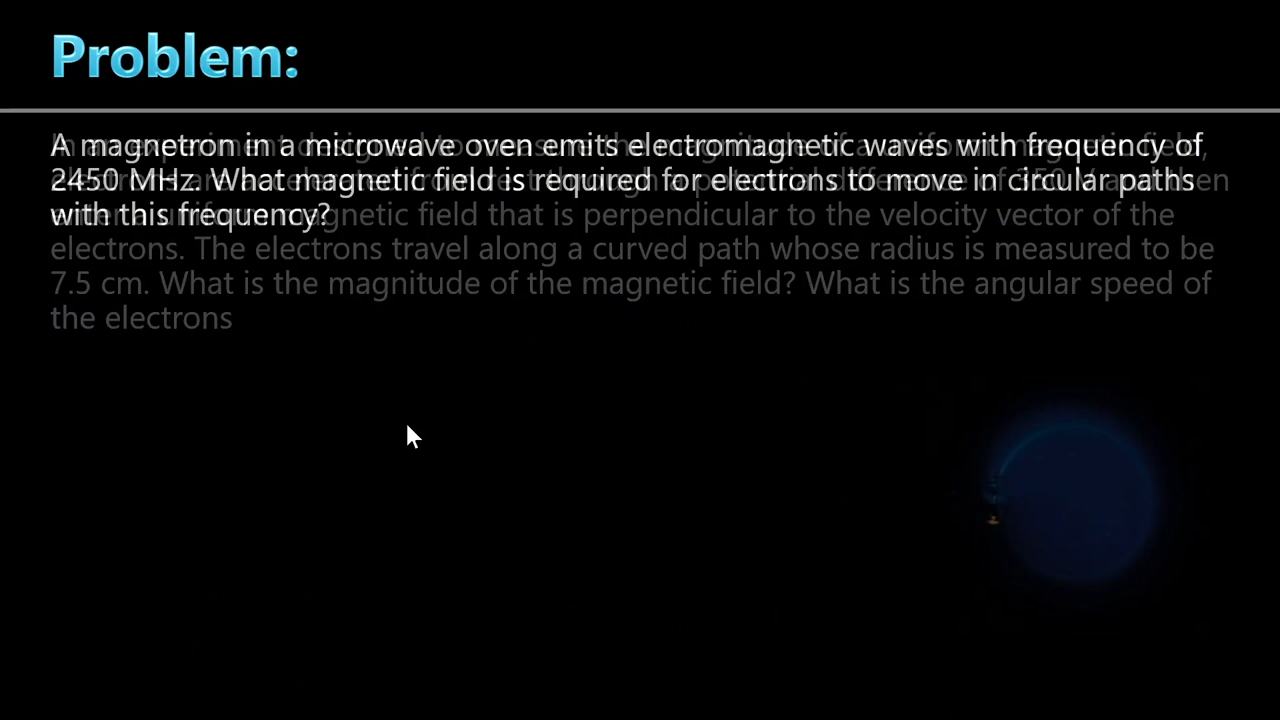 Problem:
A magnetron in a microwave oven emits electromagnetic waves with frequency of
2450 MHz. What magnetic field is required for electrons to move in circular paths
with this frequency?
magnetic field that is perpendicular to the velocity vector of the
electrons. The electrons travel along a curved path whose radius is measured to be
7.5 cm. What is the magnitude of the magnetic field? What is the angular speed of
the electrons